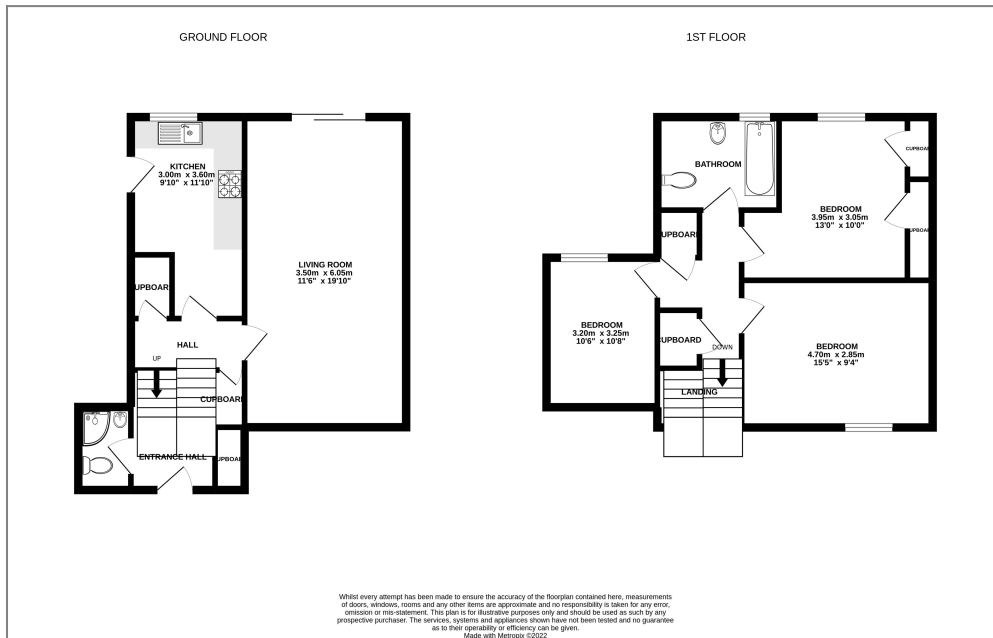 GROUND FLOOR
1ST FLOOR
KITCHEN
3.00m x 3.60m
9'10" x 11'10"
CUPBOARD
LIVING ROOM
3.50m x 6.05m
11'6" x 19'10"
HALL
UP
CUPBOARD
ENTRANCE HALL
CUPBOARD
BATHROOM
CUPBOARD
BEDROOM
3.95m x 3.05m
13'0" x 10'0"
CUPBOARD
CUPBOARD
BEDROOM
3.20m x 3.25m
10'6" x 10'8"
CUPBOARD
DOWN
BEDROOM
4.70m x 2.85m
15'5" x 9'4"
LANDING
Whilst every attempt has been made to ensure the accuracy of the floorplan contained here, measurements
of doors, windows, rooms and any other items are approximate and no responsibility is taken for any error,
omission or mis-statement. This plan is for illustrative purposes only and should be used as such by any
prospective purchaser. The services, systems and appliances shown have not been tested and no guarantee
as to their operability or efficiency can be given.
Made with Metropix ©2022